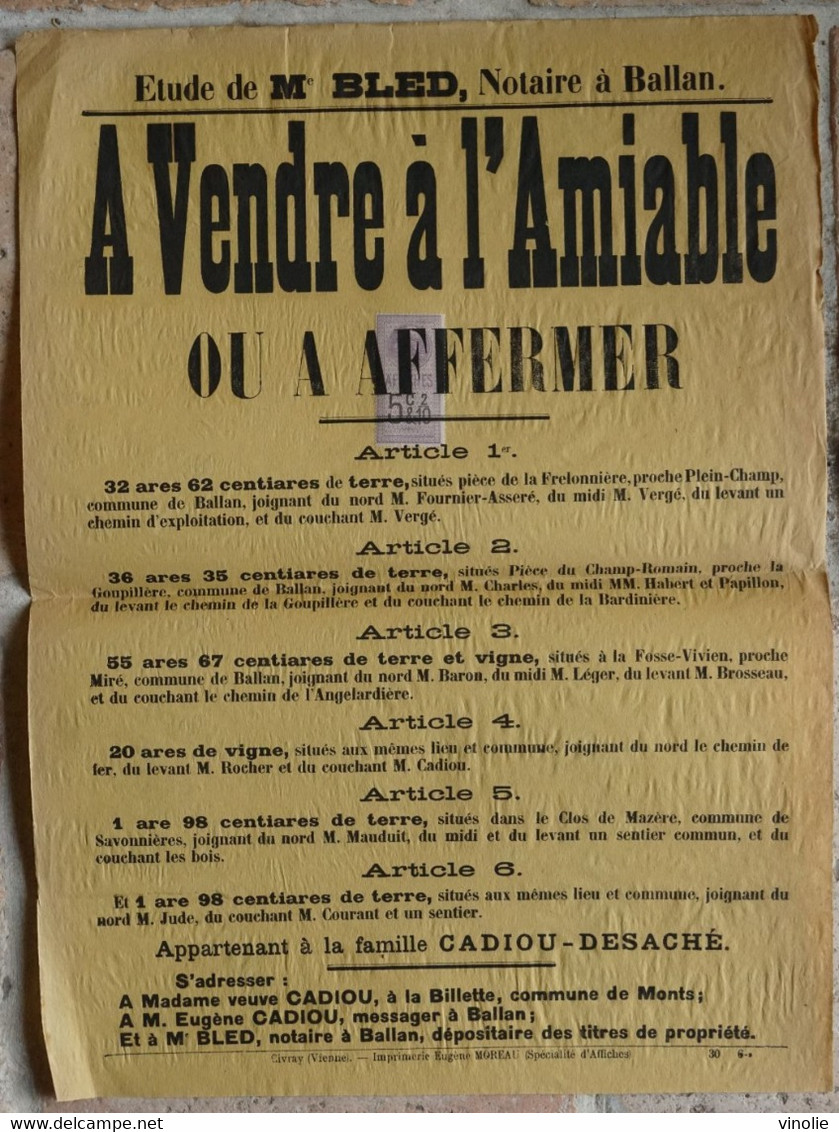 Etude de Me BLED, Notaire à Ballan.
A Vendre à l'Amiable
OU A AFFERMER
5 c 2
&10
Article 1er.
32 ares 62 centiares de terre, situés pièce de la Frelonnière, proche Plein-Champ,
commune de Ballan, joignant du nord M. Fournier-Asseré, du midi M. Vergé, du levant un
chemin d'exploitation, et du couchant M. Vergé.
Article 2.
36 ares 35 centiares de terre, situés Pièce du Champ-Romain, proche la
Goupillère, commune de Ballan, joignant du nord M. Charles, du midi MM. Habert et Papillon,
du levant le chemin de la Goupillère et du couchant le chemin de la Bardinière.
Article 3.
55 ares 67 centiares de terre et vigne, situés à la Fosse-Vivien, proche
Miré, commune de Ballan, joignant du nord M. Baron, du midi M. Léger, du levant M. Brosseau,
et du couchant le chemin de l'Angelardière.
Article 4.
20 ares de vigne, situés aux mêmes lieu et commune, joignant du nord le chemin de
fer, du levant M. Rocher et du couchant M. Cadiou.
Article 5.
1 are 98 centiares de terre, situés dans le Clos de Mazère, commune de
Savonnières, joignant du nord M. Mauduit, du midi et du levant un sentier commun, et du
couchant les bois.
Article 6.
Et 1 are 98 centiares de terre, situés aux mêmes lieu et commune, joignant du
nord M. Jude, du couchant M. Courant et un sentier.
Appartenant à la famille CADIOU-DESACHÉ.
S'adresser :
A Madame veuve CADIOU, à la Billette, commune de Monts;
A M. Eugène CADIOU, messager à Ballan;
Et à Me BLED, notaire à Ballan, dépositaire des titres de propriété.
Civray (Vienne). — Imprimerie Eugène MOREAU (Spécialité d'Affiches) 30
vinolie